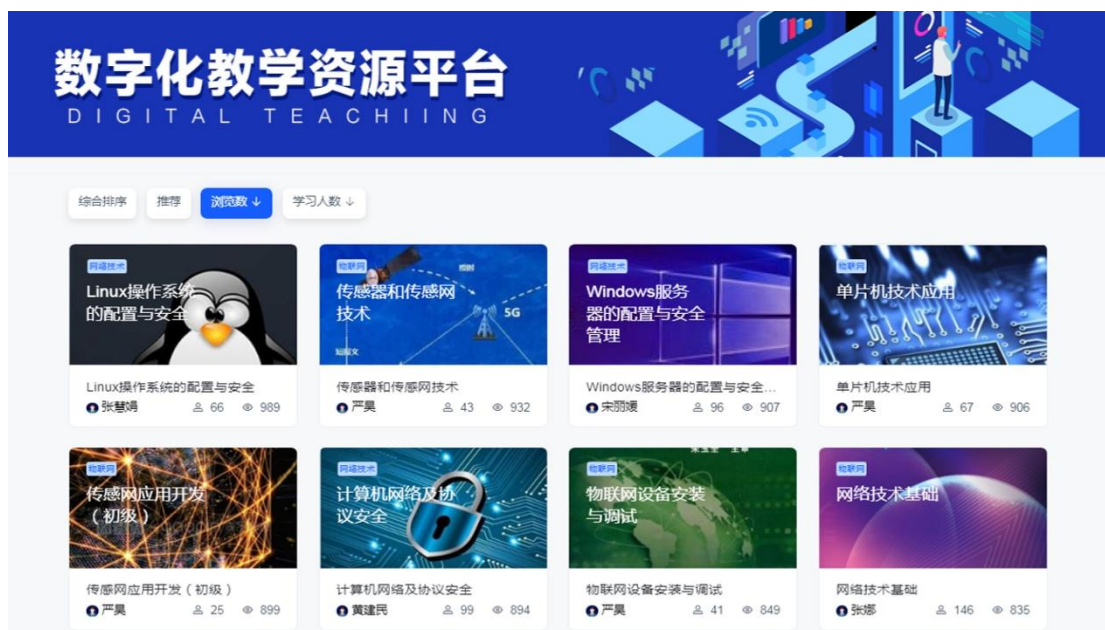 数字化教学资源平台
DIGITAL TEACHIING
综合排序 推荐 浏览数 ↓ 学习人数 ↓
网络技术
Linux操作系统
的配置与安全
Linux操作系统的配置与安全
张慧娟 66 989
物联网
传感器和传感网
技术
5G
传感器和传感网技术
严昊 43 932
网络技术
Windows服务
器的配置与安全
管理
Windows服务器的配置与安全...
宋丽媛 96 907
物联网
单片机技术应用
单片机技术应用
严昊 67 906
物联网
传感网应用开发
（初级）
传感网应用开发（初级）
严昊 25 899
网络技术
计算机网络及协
议安全
计算机网络及协议安全
黄建民 99 894
物联网
物联网设备安装
与调试
物联网设备安装与调试
严昊 41 849
物联网
网络技术基础
网络技术基础
张娜 146 835